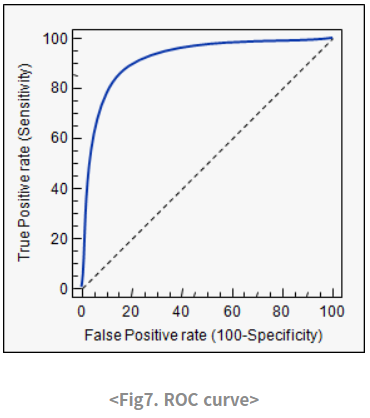 True Positive rate (Sensitivity)
100
80
60
40
20
0
0 20 40 60 80 100
False Positive rate (100-Specificity)
<Fig7. ROC curve>